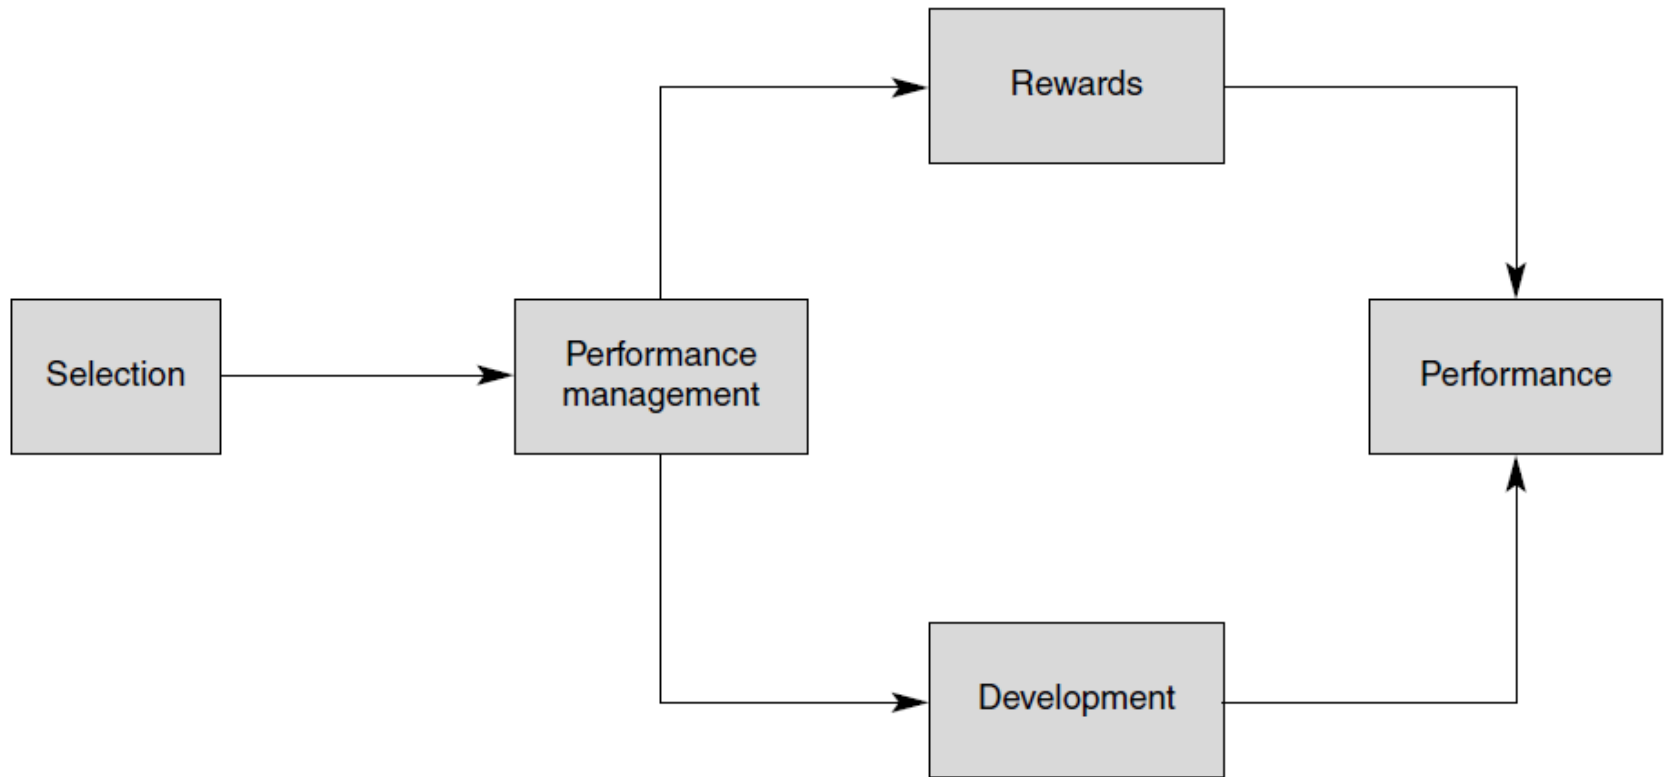 Rewards
Selection
Performance
management
Performance
Development